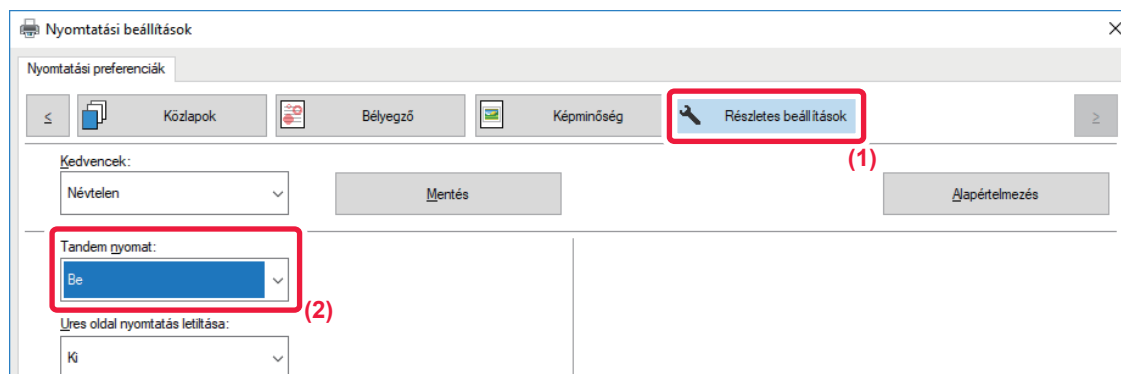 Nyomtatási beállítások
Nyomtatási preferenciák
< Közlapok Bélyegző Képminőség Részletes beállítások >
(1)
Kedvencek:
Névtelen Mentés Alapértelmezés
Tandem nyomat:
Be
(2)
Üres oldal nyomtatás letiltása:
Ki